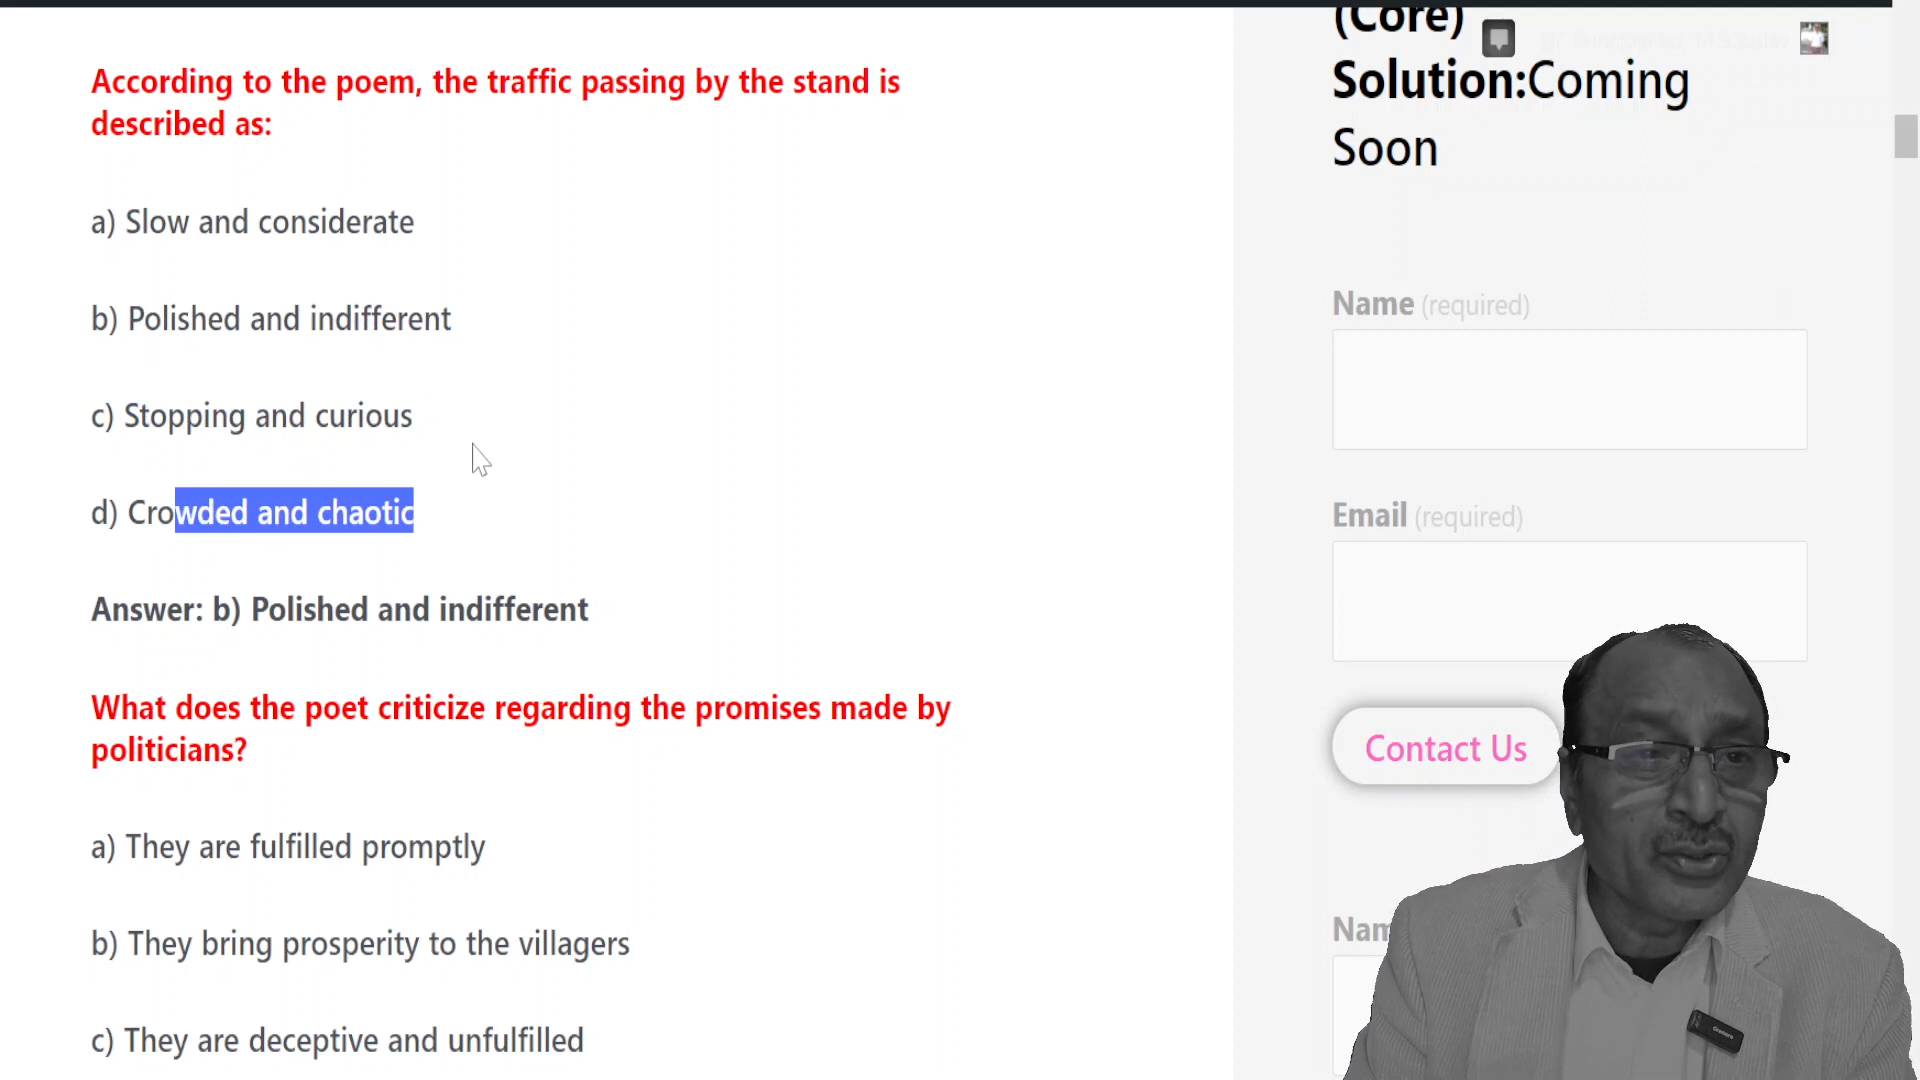 According to the poem, the traffic passing by the stand is
described as:
a) Slow and considerate
b) Polished and indifferent
c) Stopping and curious
d) Crowded and chaotic
Answer: b) Polished and indifferent
What does the poet criticize regarding the promises made by
politicians?
a) They are fulfilled promptly
b) They bring prosperity to the villagers
c) They are deceptive and unfulfilled
(Core)
Solution:Coming
Soon
Name (required)
Email (required)
Contact Us